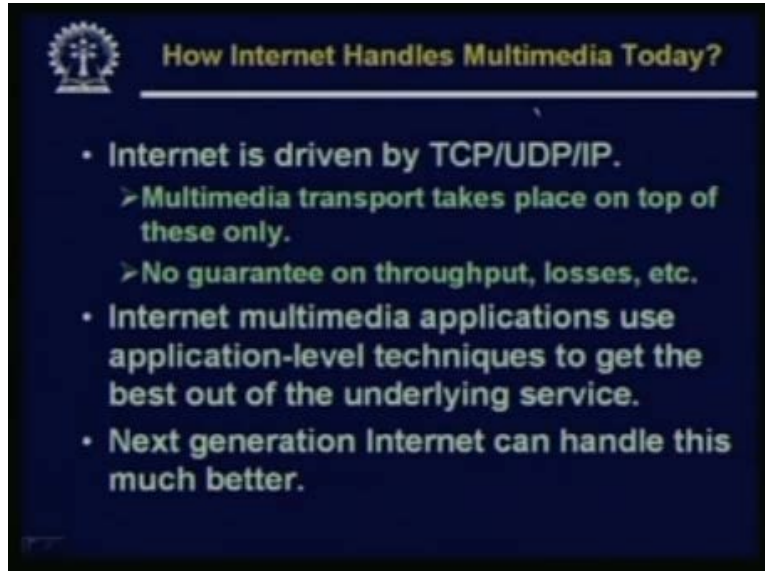 How Internet Handles Multimedia Today?
• Internet is driven by TCP/UDP/IP.
➢Multimedia transport takes place on top of
these only.
➢No guarantee on throughput, losses, etc.
• Internet multimedia applications use
application-level techniques to get the
best out of the underlying service.
• Next generation Internet can handle this
much better.